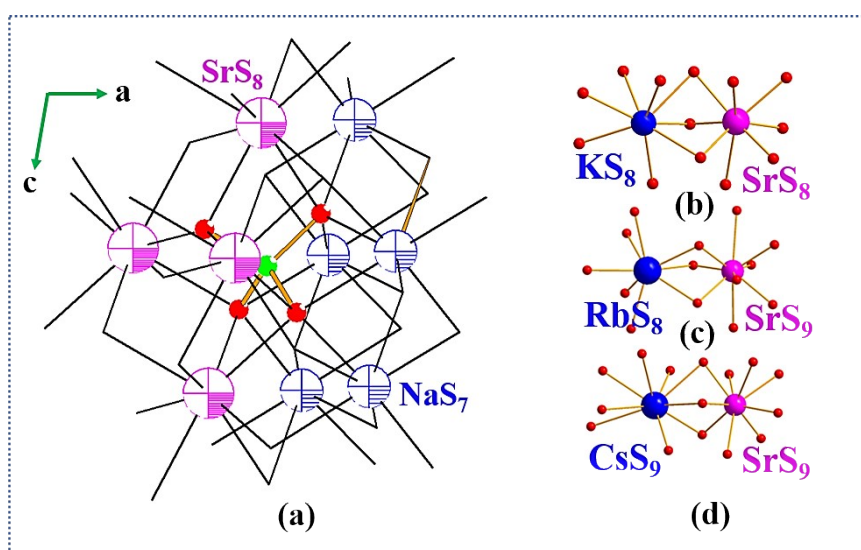 SrS8
a
c
NaS7
(a)
KS8
SrS8
(b)
RbS8
SrS9
(c)
CsS9
SrS9
(d)